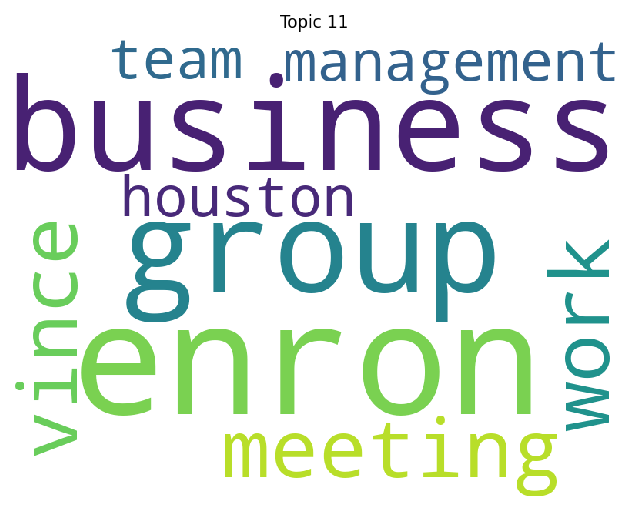 Topic 11
team management
business
houston
group
vince
work
enron
meeting